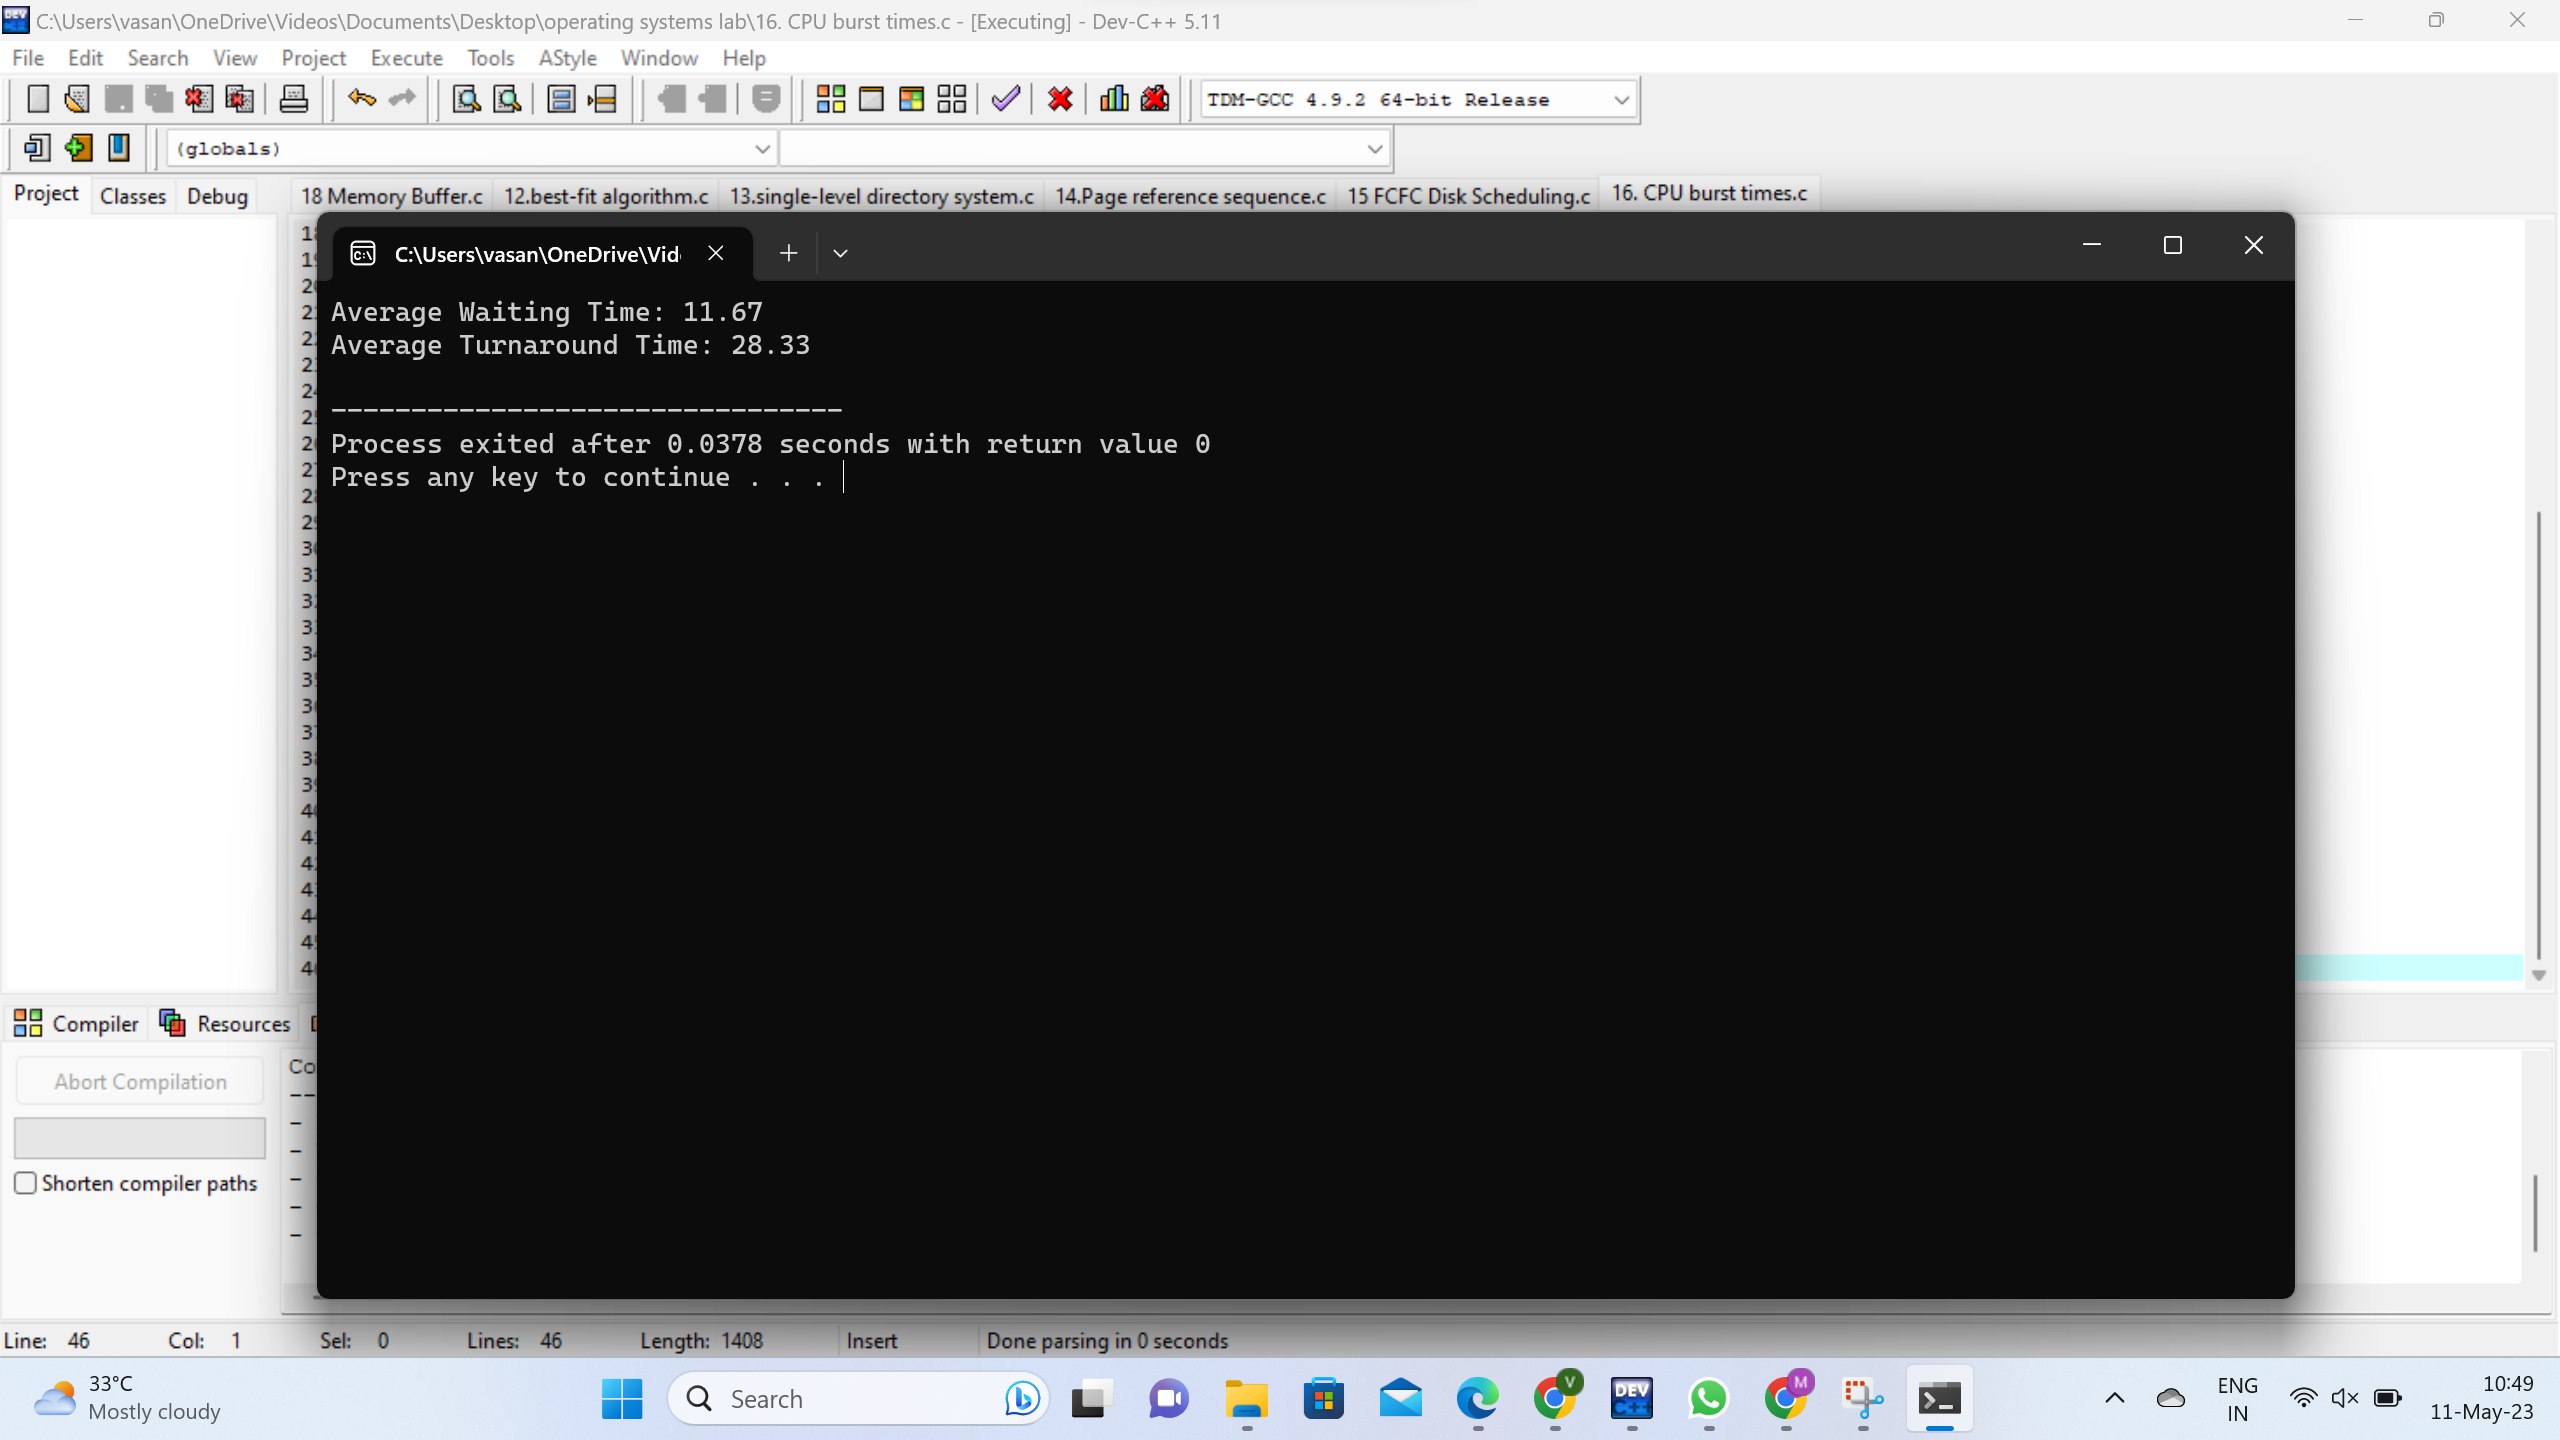 C:\Users\vasan\OneDrive\Videos\Documents\Desktop\operating systems lab\16. CPU burst times.c - [Executing] - Dev-C++ 5.11
File Edit Search View Project Execute Tools AStyle Window Help
TDM-GCC 4.9.2 64-bit Release
(globals)
Project Classes Debug
18 Memory Buffer.c 12.best-fit algorithm.c 13.single-level directory system.c 14.Page reference sequence.c 15 FCFC Disk Scheduling.c 16. CPU burst times.c
C:\Users\vasan\OneDrive\Vid
Average Waiting Time: 11.67
Average Turnaround Time: 28.33
--------------------------------
Process exited after 0.0378 seconds with return value 0
Press any key to continue . . .
Compiler Resources
Abort Compilation
Shorten compiler paths
Line: 46 Col: 1 Sel: 0 Lines: 46 Length: 1408 Insert Done parsing in 0 seconds
33°C
Mostly cloudy
Search
DEV
C++
V
M
ENG
IN
10:49
11-May-23